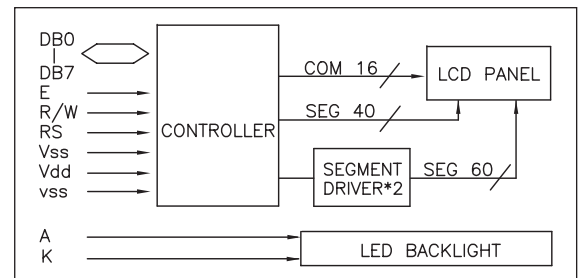 DB0
DB7
E
R/W
RS
Vss
Vdd
vss
CONTROLLER
COM 16
SEG 40
LCD PANEL
SEGMENT
DRIVER*2
SEG 60
A
K
LED BACKLIGHT